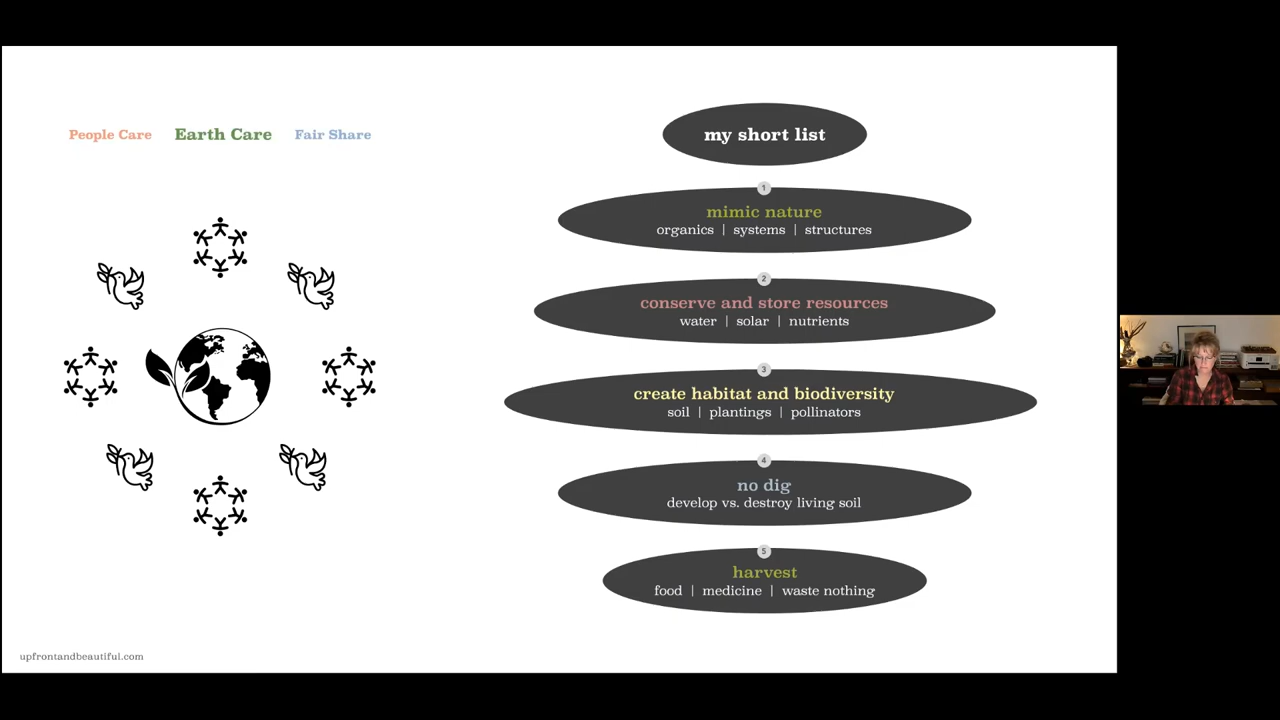 People Care Earth Care Fair Share
my short list
1
mimic nature
organics | systems | structures
2
conserve and store resources
water | solar | nutrients
3
create habitat and biodiversity
soil | plantings | pollinators
4
no dig
develop vs. destroy living soil
5
harvest
food | medicine | waste nothing
upfrontandbeautiful.com